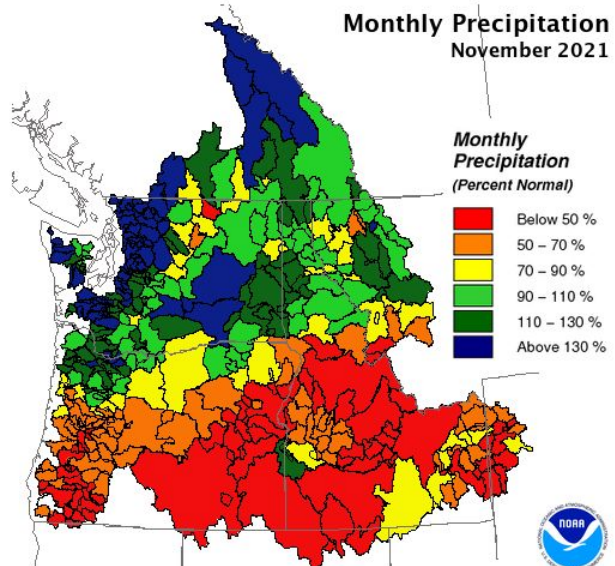 Monthly Precipitation
November 2021
Monthly
Precipitation
(Percent Normal)
Below 50 %
50 – 70 %
70 – 90 %
90 – 110 %
110 – 130 %
Above 130 %
NOAA